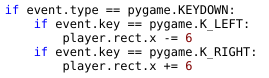 if event.type == pygame.KEYDOWN:
    if event.key == pygame.K_LEFT:
        player.rect.x -= 6
    if event.key == pygame.K_RIGHT:
        player.rect.x += 6